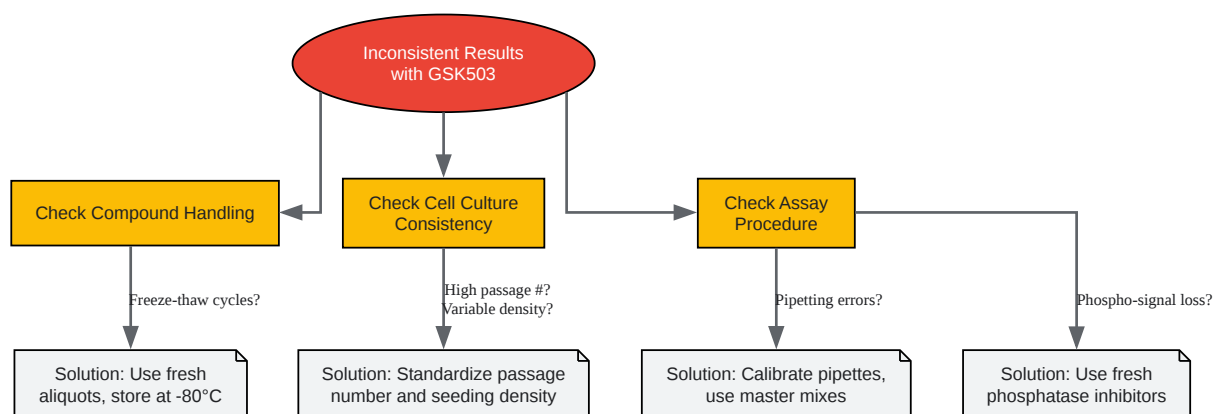 Inconsistent Results
with GSK503
Check Compound Handling
Check Cell Culture
Consistency
Check Assay
Procedure
Freeze-thaw cycles?
High passage #?
Variable density?
Pipetting errors?
Phospho-signal loss?
Solution: Use fresh
aliquots, store at -80°C
Solution: Standardize passage
number and seeding density
Solution: Calibrate pipettes,
use master mixes
Solution: Use fresh
phosphatase inhibitors